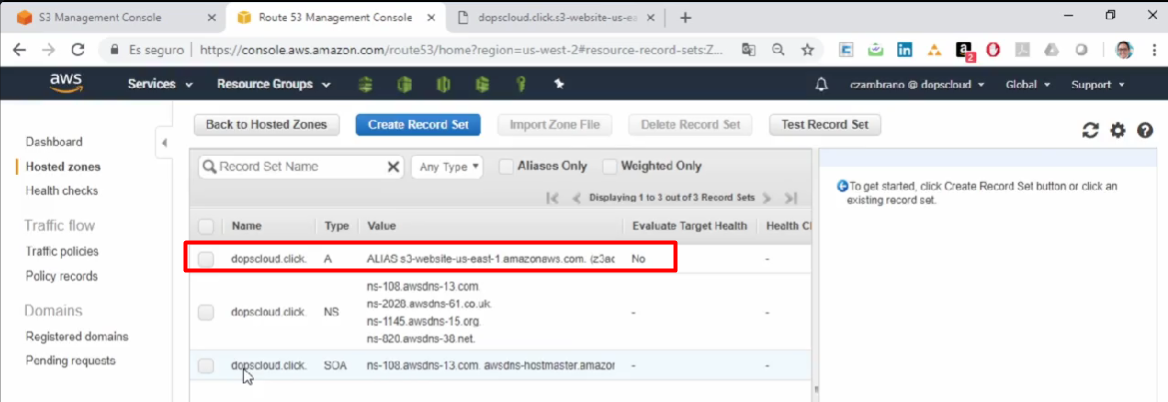 S3 Management Console
Route 53 Management Console
dopscloud.click.s3-website-us-ea
Es seguro | https://console.aws.amazon.com/route53/home?region=us-west-2#resource-record-sets:Z...
aws Services Resource Groups czambrano @ dopscloud Global Support
Back to Hosted Zones Create Record Set Import Zone File Delete Record Set Test Record Set
Dashboard
Hosted zones
Health checks
Traffic flow
Traffic policies
Policy records
Domains
Registered domains
Pending requests
Record Set Name Any Type Aliases Only Weighted Only
Displaying 1 to 3 out of 3 Record Sets
Name Type Value Evaluate Target Health Health C
dopscloud.click. A ALIAS s3-website-us-east-1.amazonaws.com. (z3ac No -
dopscloud.click. NS
ns-108.awsdns-13.com.
ns-2028.awsdns-61.co.uk.
ns-1145.awsdns-15.org.
ns-820.awsdns-38.net.
- -
dopscloud.click. SOA ns-108.awsdns-13.com. awsdns-hostmaster.amazon - -
To get started, click Create Record Set button or click an
existing record set.